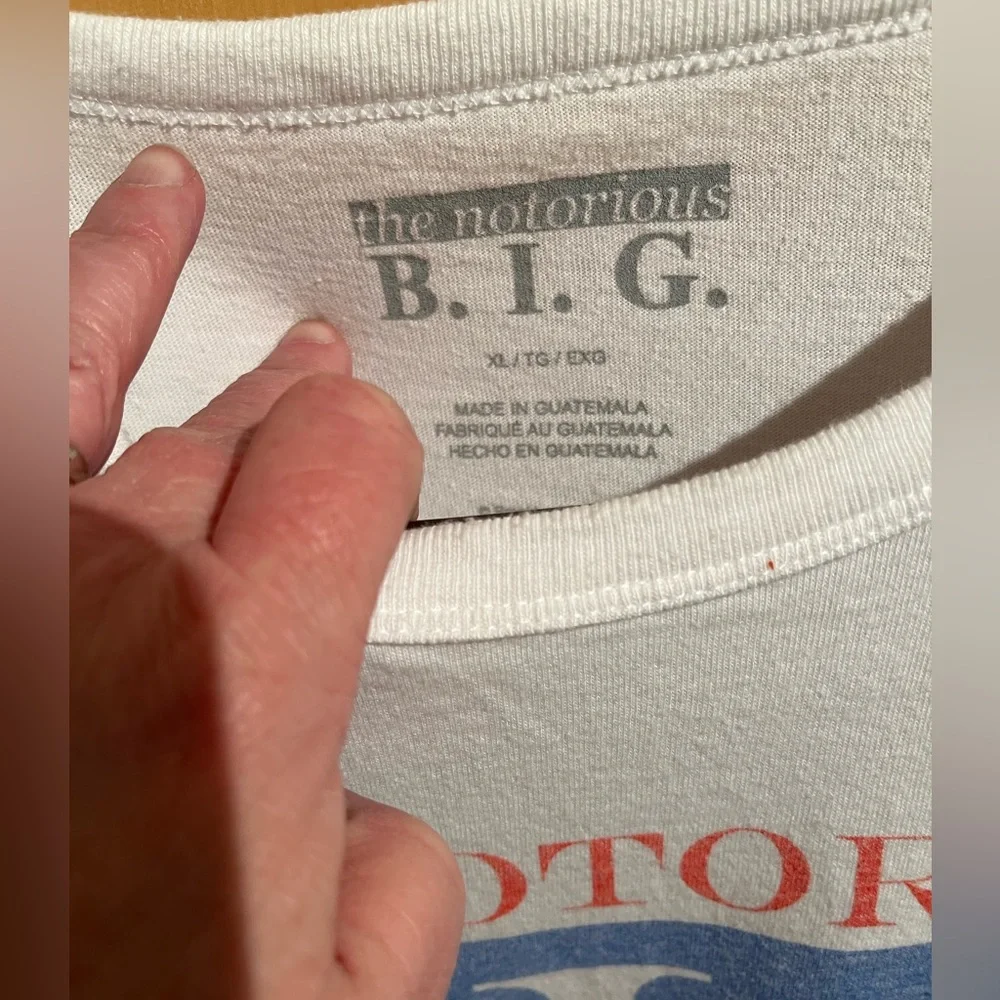 the notorious
B. I. G.
XL / TG / EXG
MADE IN GUATEMALA
FABRIQUÉ AU GUATEMALA
HECHO EN GUATEMALA
OTOR